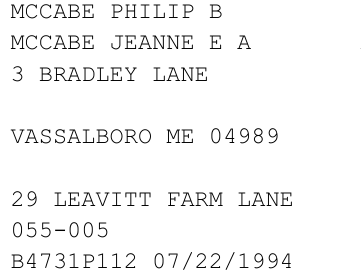 MCCABE PHILIP B
MCCABE JEANNE E A
3 BRADLEY LANE
VASSALBORO ME 04989
29 LEAVITT FARM LANE
055-005
B4731P112 07/22/1994